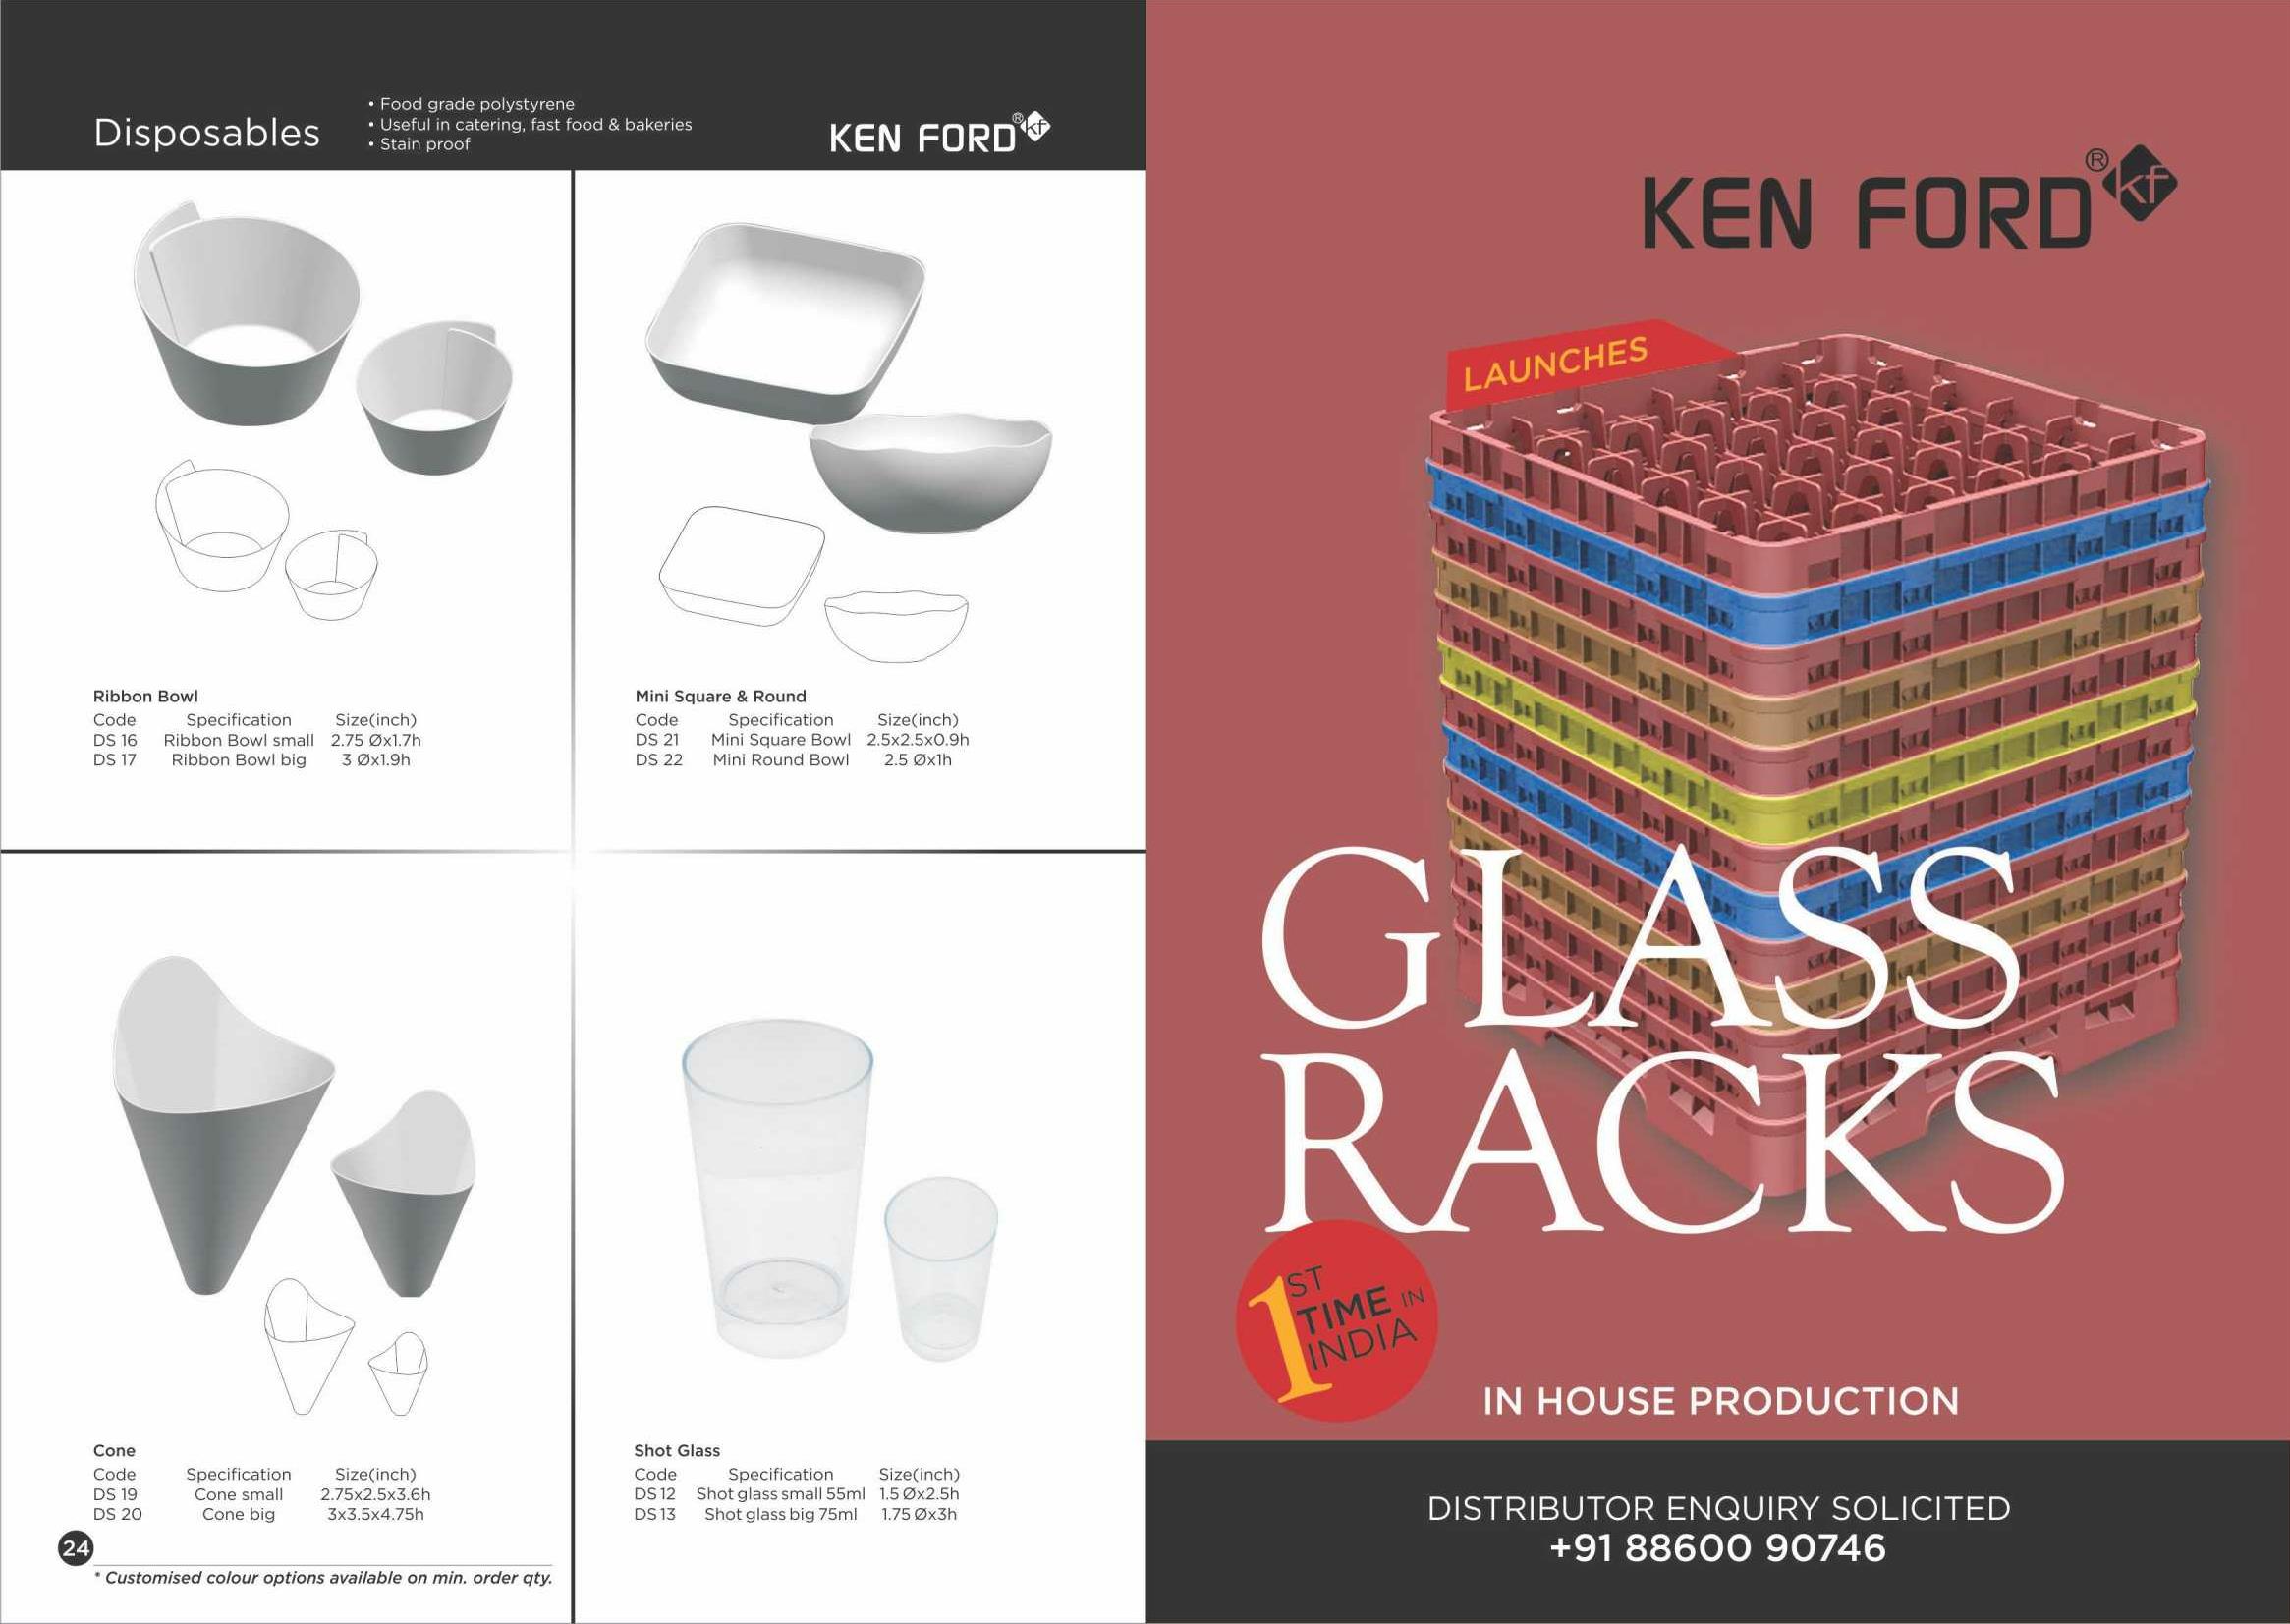 Disposables
• Food grade polystyrene
• Useful in catering, fast food & bakeries
• Stain proof
KEN FORD® kf
Ribbon Bowl
Code Specification Size(inch)
DS 16 Ribbon Bowl small 2.75 Øx1.7h
DS 17 Ribbon Bowl big 3 Øx1.9h
Mini Square & Round
Code Specification Size(inch)
DS 21 Mini Square Bowl 2.5x2.5x0.9h
DS 22 Mini Round Bowl 2.5 Øx1h
Cone
Code Specification Size(inch)
DS 19 Cone small 2.75x2.5x3.6h
DS 20 Cone big 3x3.5x4.75h
Shot Glass
Code Specification Size(inch)
DS 12 Shot glass small 55ml 1.5 Øx2.5h
DS 13 Shot glass big 75ml 1.75 Øx3h
24
* Customised colour options available on min. order qty.
KEN FORD® kf
LAUNCHES
GLASS
RACKS
1ST
TIME IN
INDIA
IN HOUSE PRODUCTION
DISTRIBUTOR ENQUIRY SOLICITED
+91 88600 90746